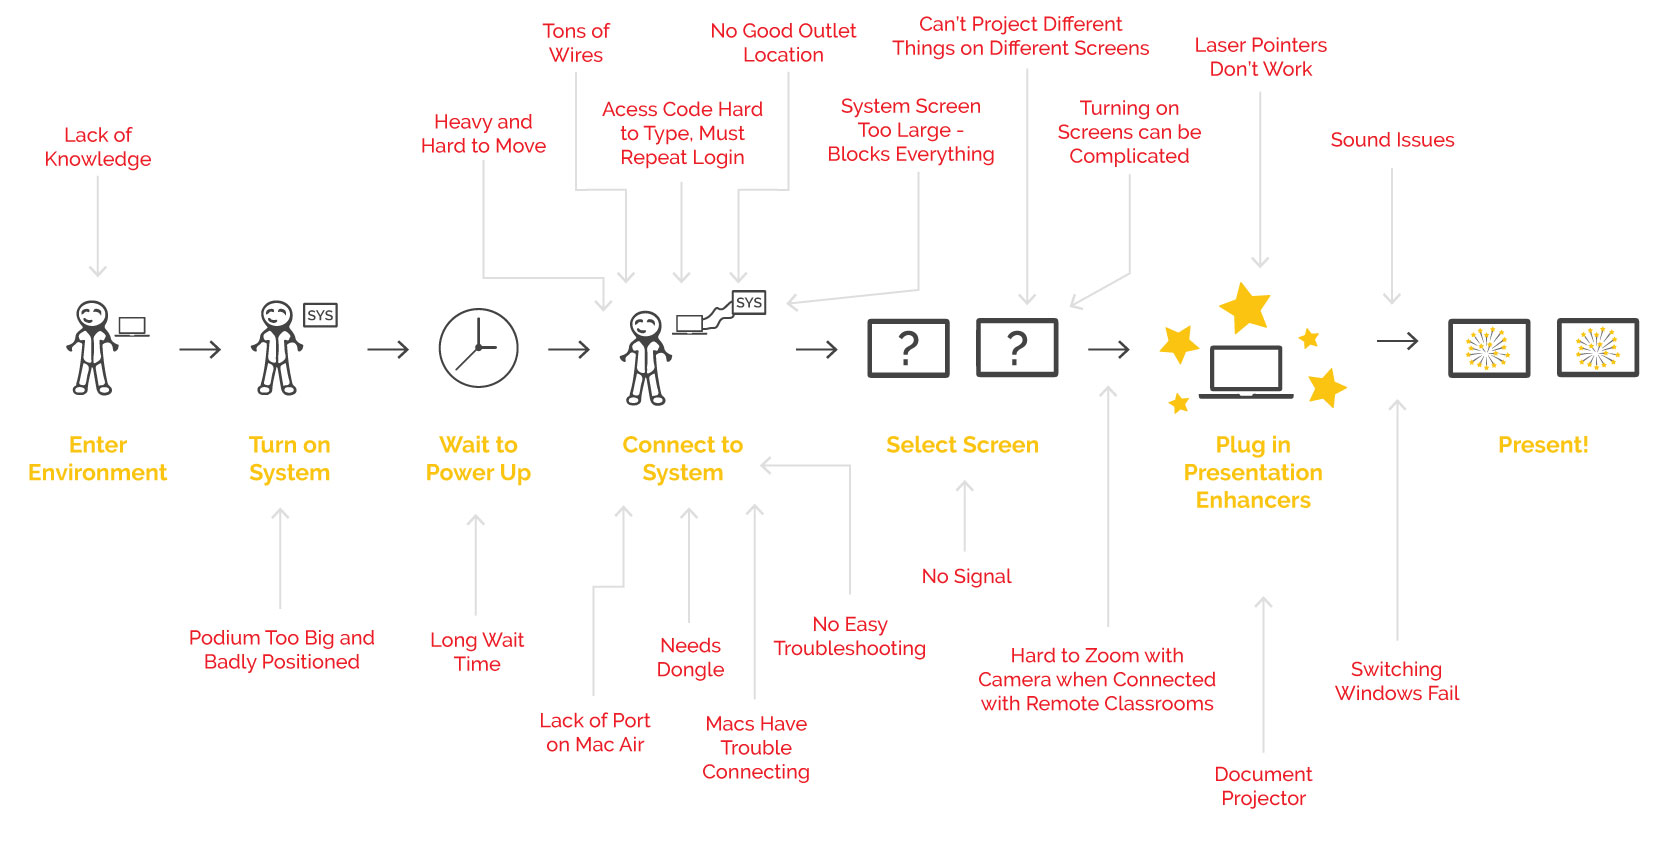 Lack of
Knowledge
Heavy and
Hard to Move
Tons of
Wires
Acess Code Hard
to Type, Must
Repeat Login
No Good Outlet
Location
System Screen
Too Large -
Blocks Everything
Can't Project Different
Things on Different Screens
Turning on
Screens can be
Complicated
Laser Pointers
Don't Work
Sound Issues
SYS
SYS
?
?
Enter
Environment
Turn on
System
Wait to
Power Up
Connect to
System
Select Screen
Plug in
Presentation
Enhancers
Present!
Podium Too Big and
Badly Positioned
Long Wait
Time
Lack of Port
on Mac Air
Needs
Dongle
Macs Have
Trouble
Connecting
No Easy
Troubleshooting
No Signal
Hard to Zoom with
Camera when Connected
with Remote Classrooms
Document
Projector
Switching
Windows Fail